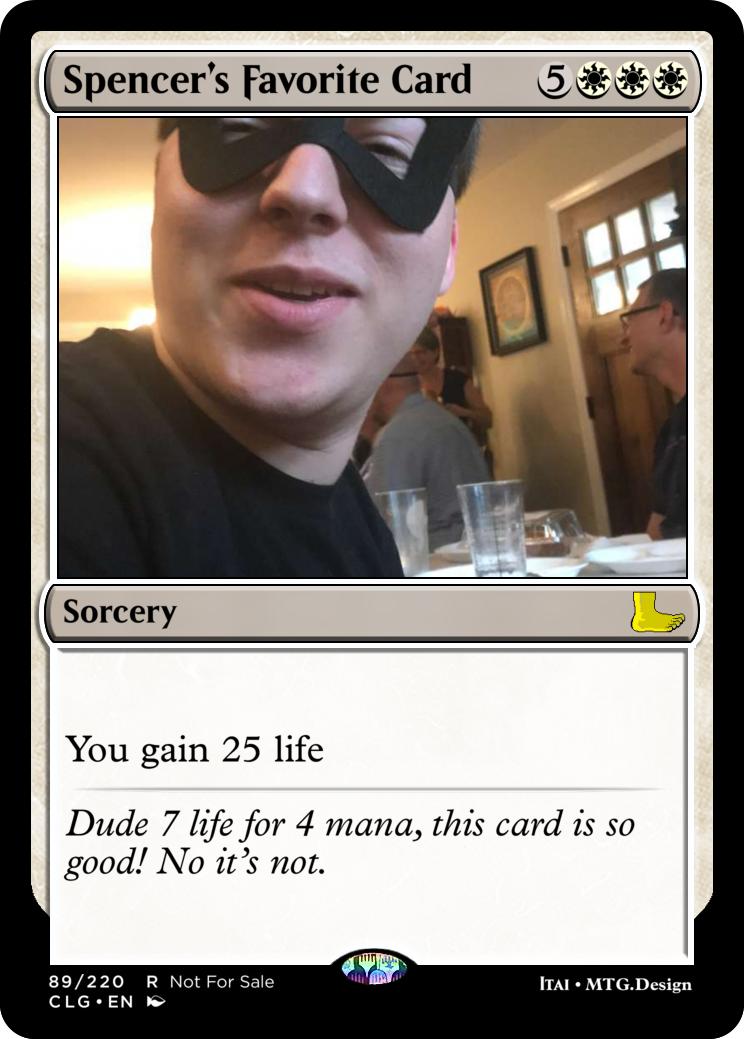 Spencer's Favorite Card 5
Sorcery
You gain 25 life
Dude 7 life for 4 mana, this card is so
good! No it's not.
89/220 R Not For Sale
CLG • EN
Itai • MTG.Design